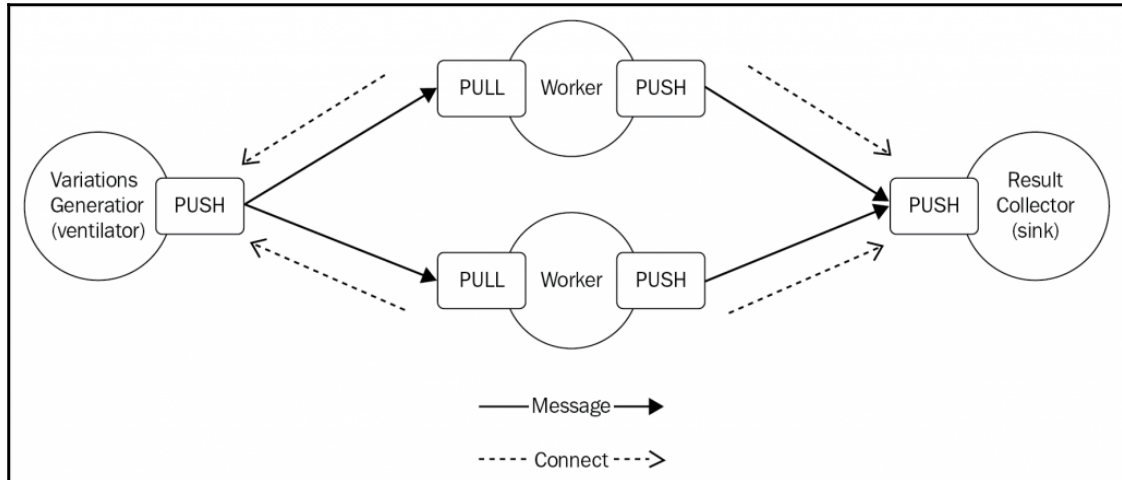 PULL
Worker
PUSH
Variations
Generatior
(ventilator)
PUSH
PUSH
Result
Collector
(sink)
PULL
Worker
PUSH
Message
Connect